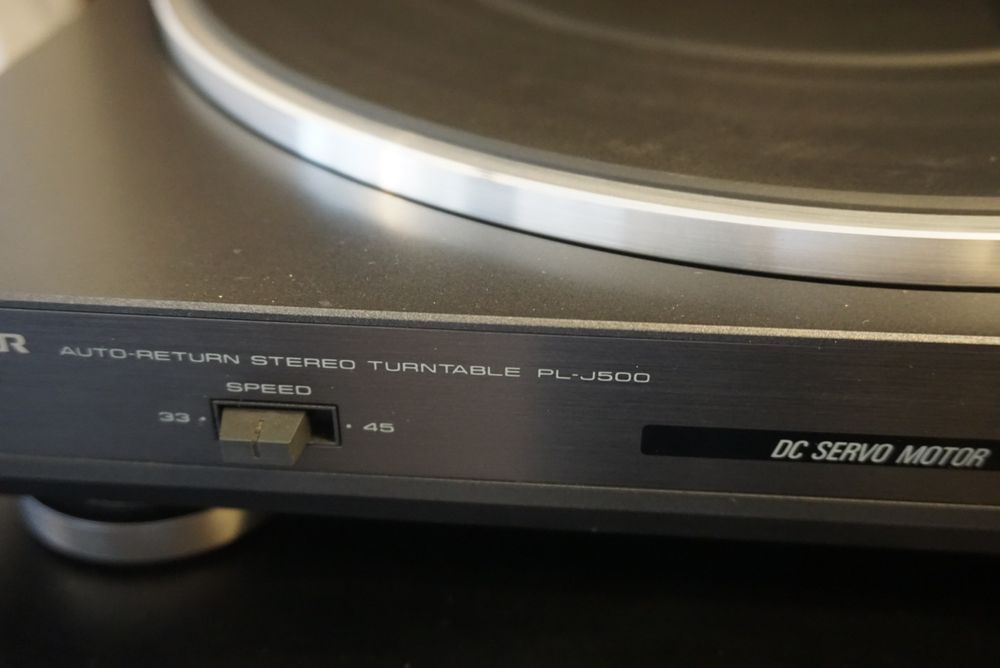 R
AUTO-RETURN STEREO TURNTABLE PL-J500
SPEED
33 · · 45
DC SERVO MOTOR